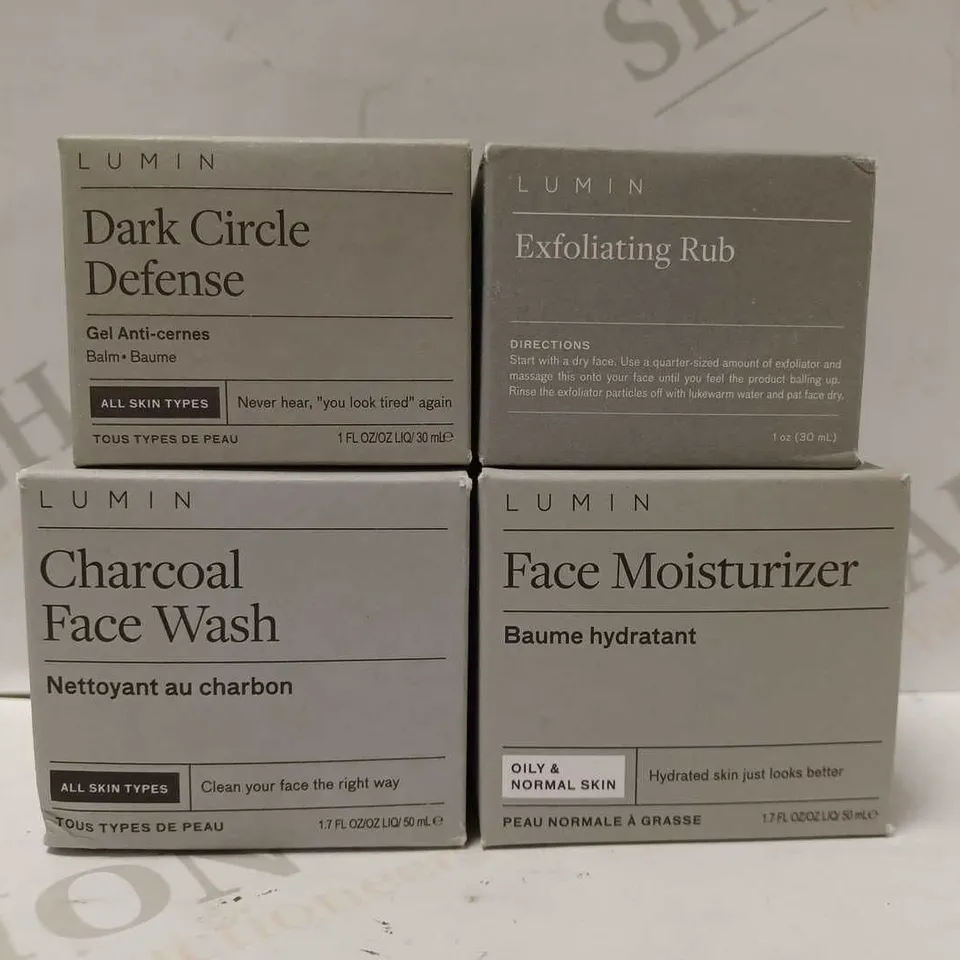 LUMIN
Dark Circle
Defense
Gel Anti-cernes
Balm • Baume
ALL SKIN TYPES
Never hear, "you look tired" again
TOUS TYPES DE PEAU
1 FL OZ/OZ LIQ/ 30 mL℮
LUMIN
Exfoliating Rub
DIRECTIONS
Start with a dry face. Use a quarter-sized amount of exfoliator and
massage this onto your face until you feel the product balling up.
Rinse the exfoliator particles off with lukewarm water and pat face dry.
1 oz (30 mL)
LUMIN
Charcoal
Face Wash
Nettoyant au charbon
ALL SKIN TYPES
Clean your face the right way
TOUS TYPES DE PEAU
1.7 FL OZ/OZ LIQ/ 50 mL ℮
LUMIN
Face Moisturizer
Baume hydratant
OILY &
NORMAL SKIN
Hydrated skin just looks better
PEAU NORMALE À GRASSE
1.7 FL OZ/OZ LIQ/ 50 mL℮